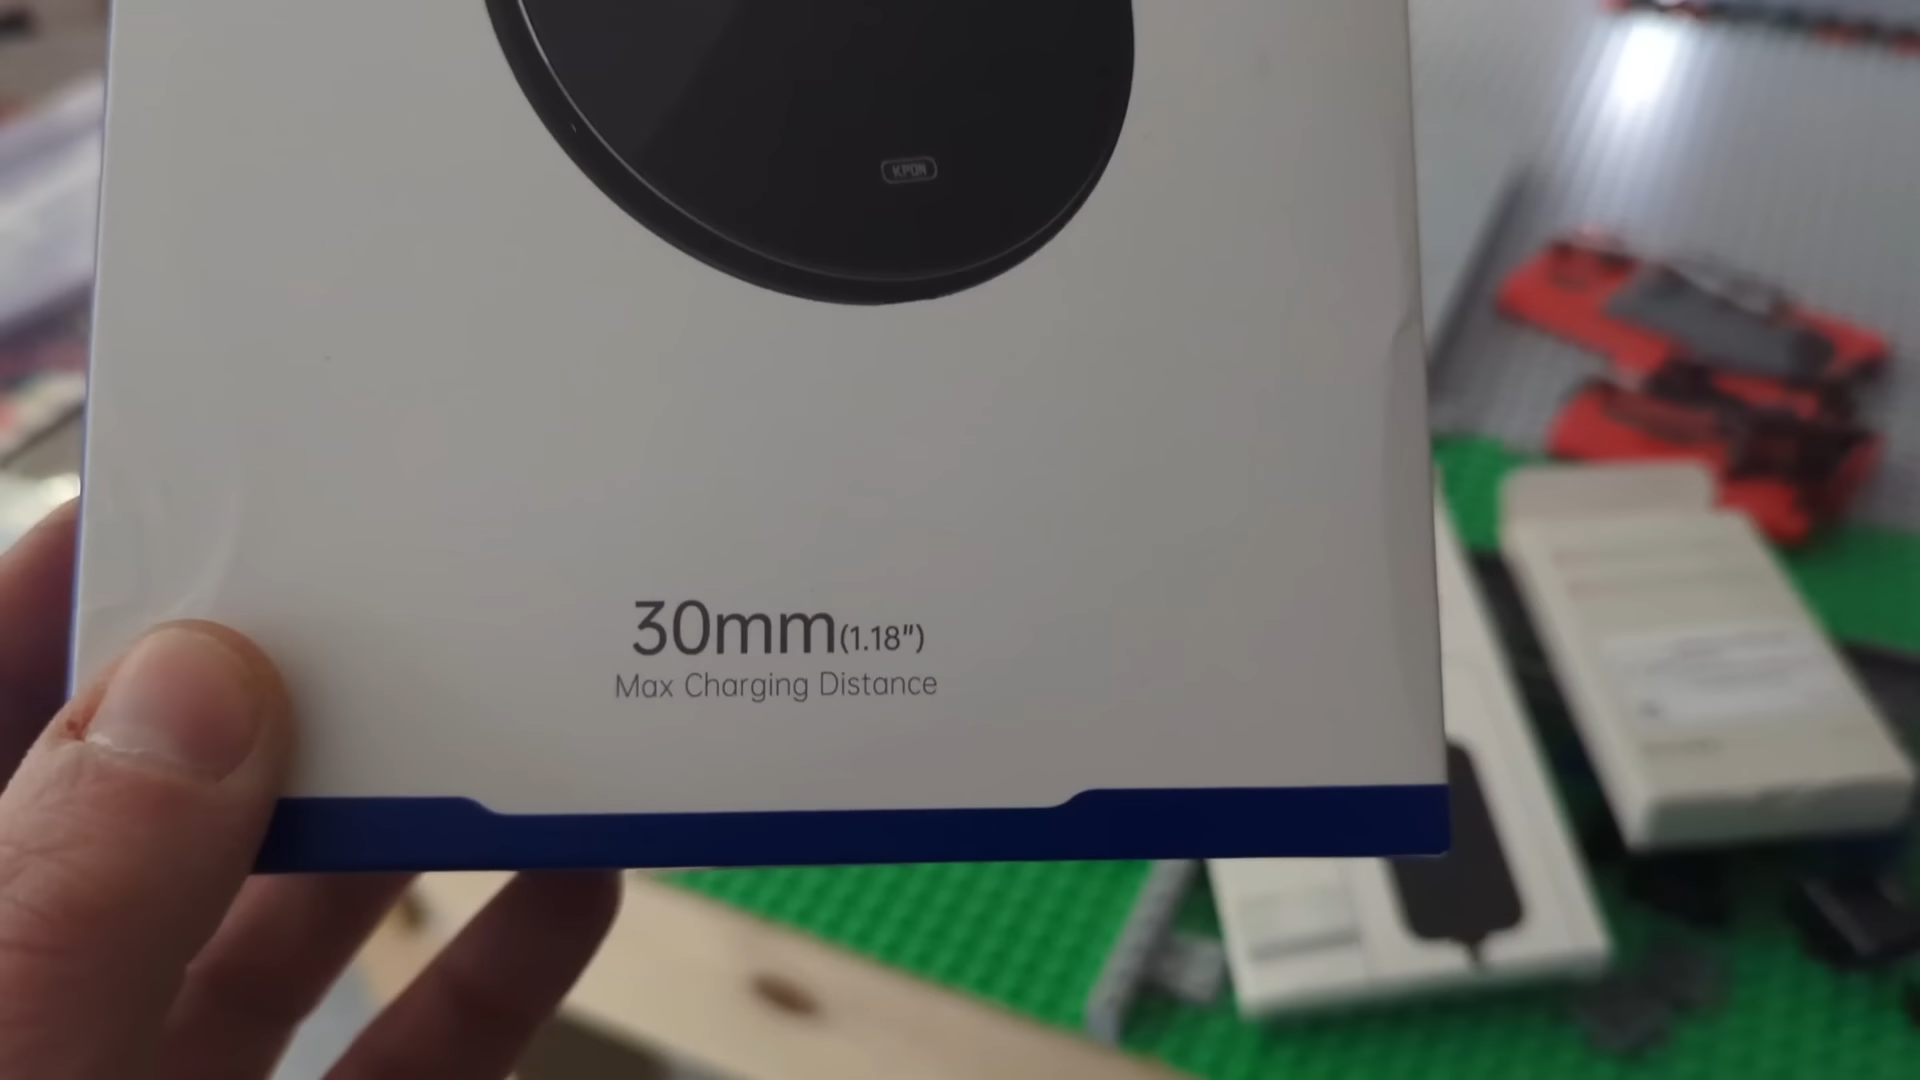 KPON
30mm(1.18")
Max Charging Distance